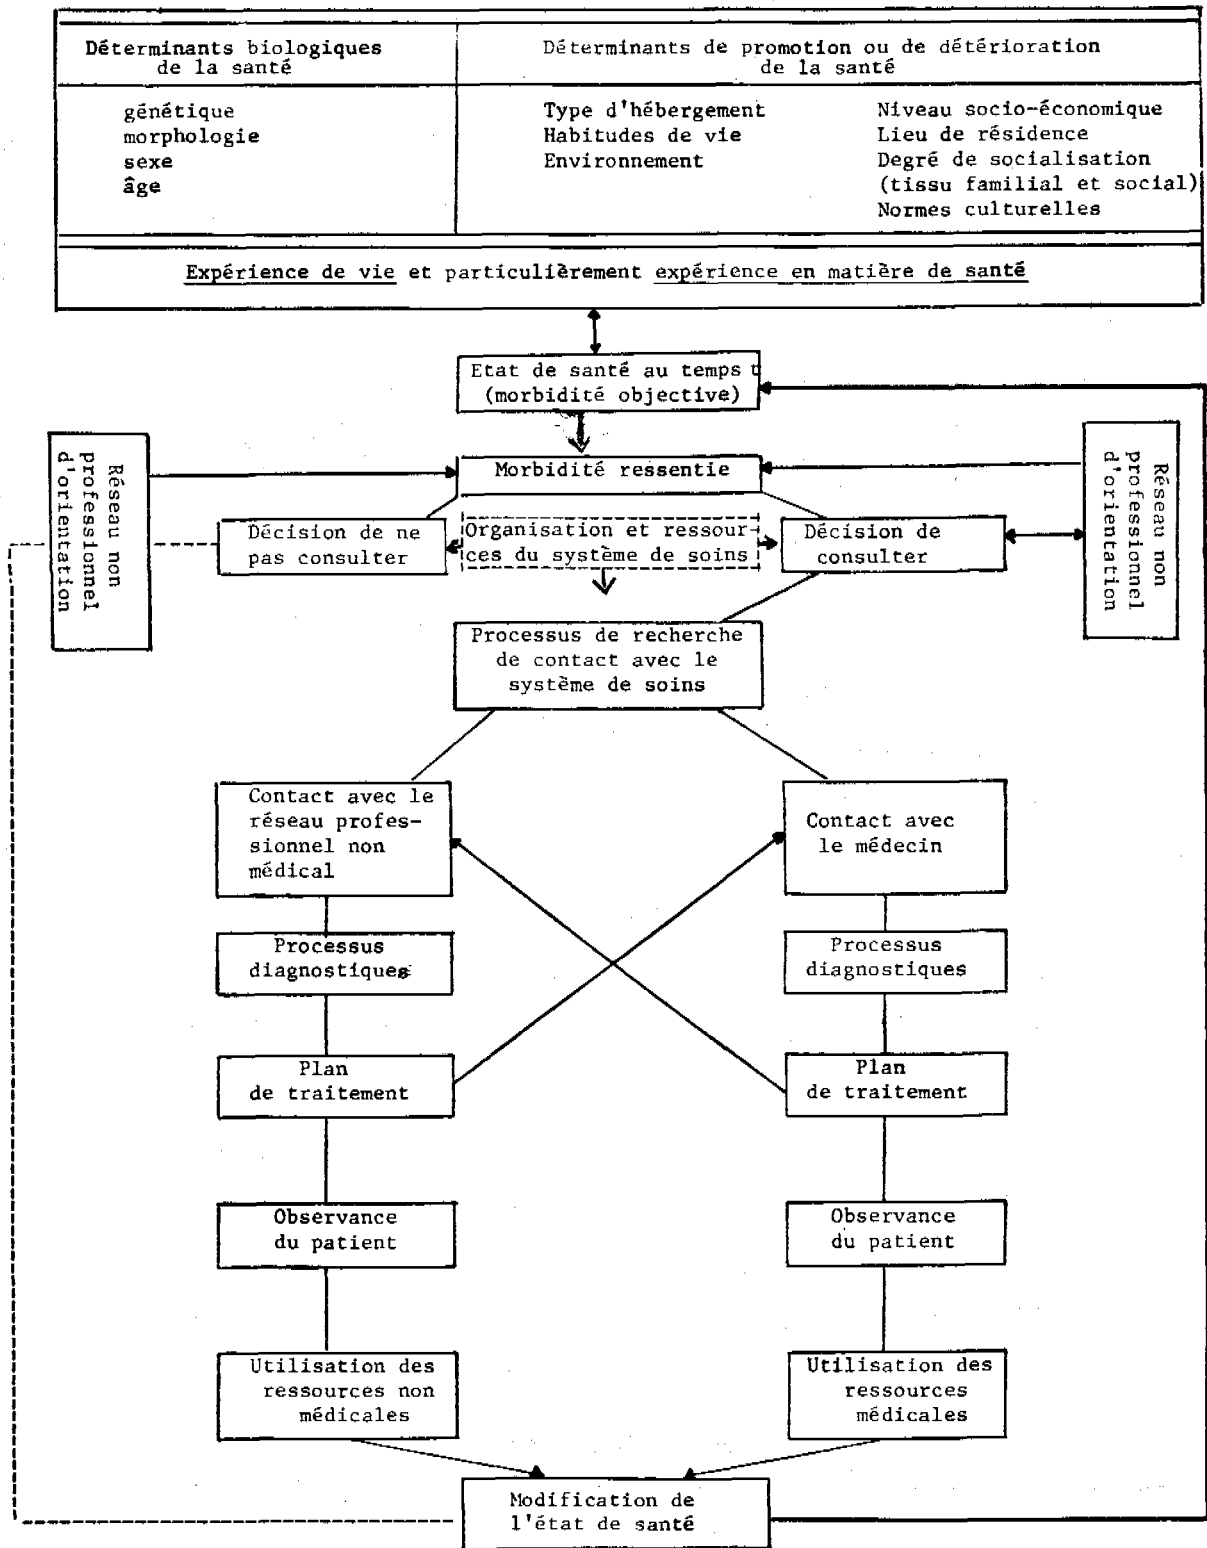 Déterminants biologiques
de la santé
Déterminants de promotion ou de détérioration
de la santé
génétique
morphologie
sexe
âge
Type d'hébergement
Habitudes de vie
Environnement
Niveau socio-économique
Lieu de résidence
Degré de socialisation
(tissu familial et social)
Normes culturelles
Expérience de vie et particulièrement expérience en matière de santé
Etat de santé au temps t
(morbidité objective)
Réseau non
professionnel
d'orientation
Morbidité ressentie
Réseau non
professionnel
d'orientation
Décision de ne
pas consulter
Organisation et ressour-
ces du système de soins
Décision de
consulter
Processus de recherche
de contact avec le
système de soins
Contact avec le
réseau profes-
sionnel non
médical
Contact avec
le médecin
Processus
diagnostiques
Processus
diagnostiques
Plan
de traitement
Plan
de traitement
Observance
du patient
Observance
du patient
Utilisation des
ressources non
médicales
Utilisation des
ressources
médicales
Modification de
l'état de santé